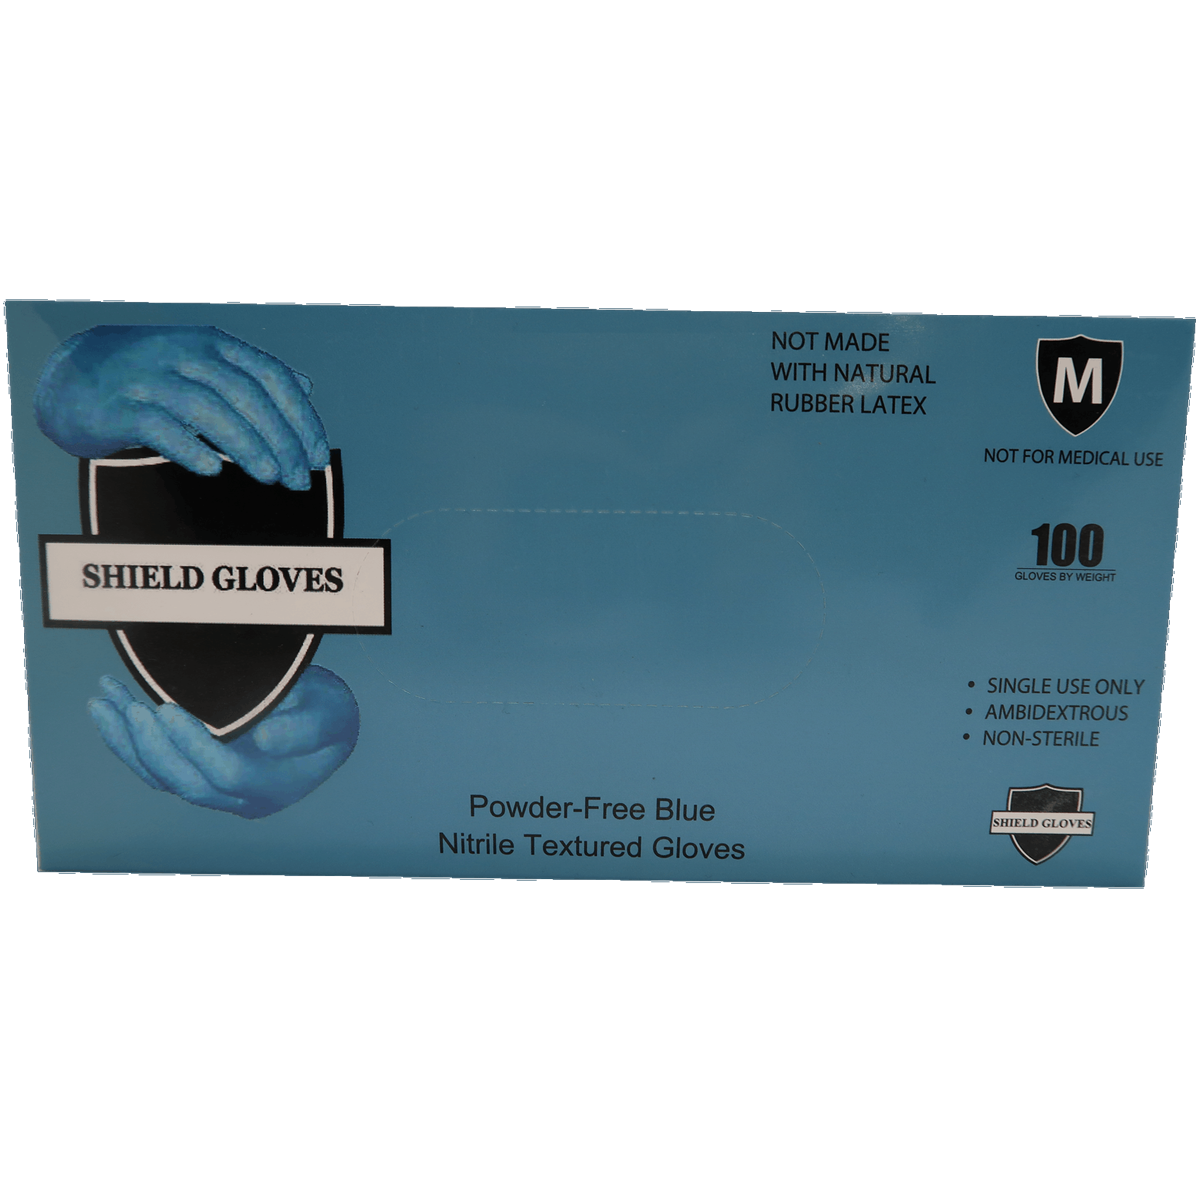 NOT MADE
WITH NATURAL
RUBBER LATEX
M
NOT FOR MEDICAL USE
SHIELD GLOVES
100
GLOVES BY WEIGHT
• SINGLE USE ONLY
• AMBIDEXTROUS
• NON-STERILE
Powder-Free Blue
Nitrile Textured Gloves
SHIELD GLOVES